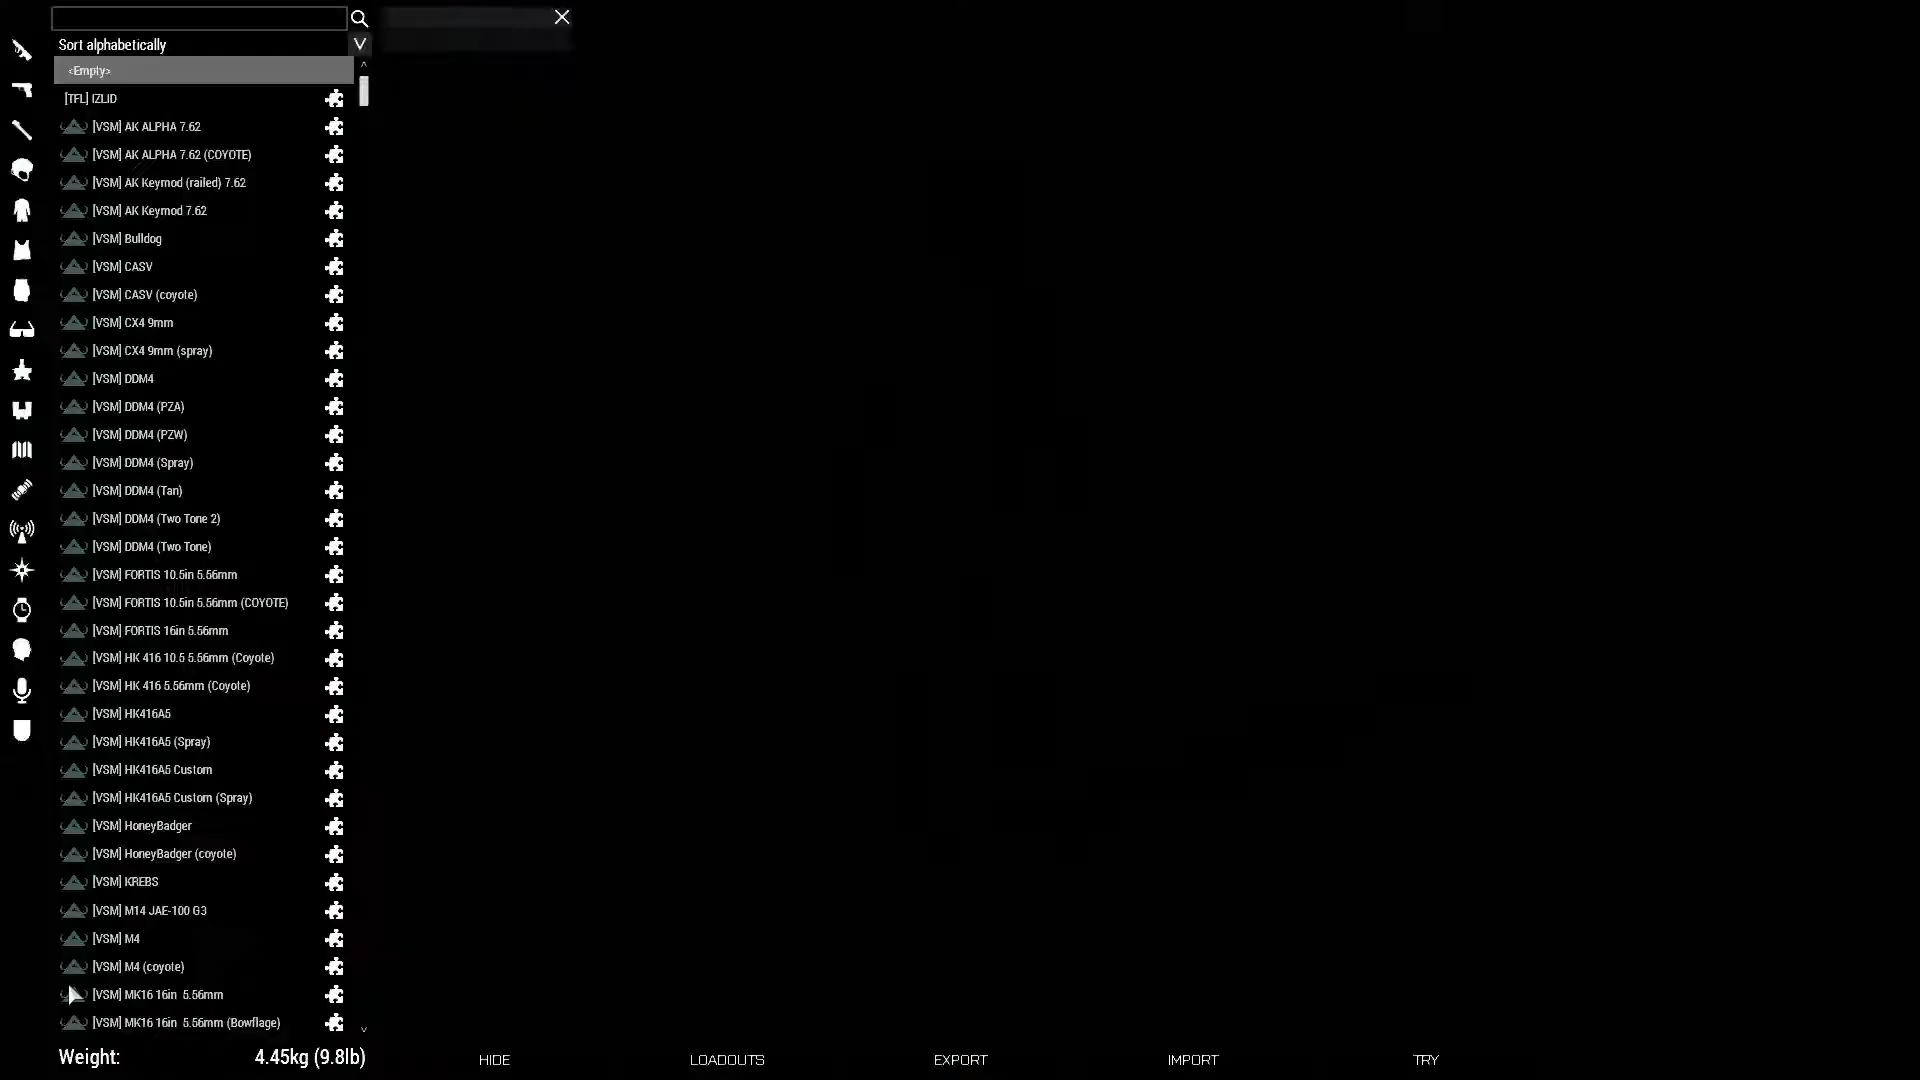 Sort alphabetically
<Empty>
[TFL] IZLID
[VSM] AK ALPHA 7.62
[VSM] AK ALPHA 7.62 (COYOTE)
[VSM] AK Keymod (railed) 7.62
[VSM] AK Keymod 7.62
[VSM] Bulldog
[VSM] CASV
[VSM] CASV (coyote)
[VSM] CX4 9mm
[VSM] CX4 9mm (spray)
[VSM] DDM4
[VSM] DDM4 (PZA)
[VSM] DDM4 (PZW)
[VSM] DDM4 (Spray)
[VSM] DDM4 (Tan)
[VSM] DDM4 (Two Tone 2)
[VSM] DDM4 (Two Tone)
[VSM] FORTIS 10.5in 5.56mm
[VSM] FORTIS 10.5in 5.56mm (COYOTE)
[VSM] FORTIS 16in 5.56mm
[VSM] HK 416 10.5 5.56mm (Coyote)
[VSM] HK 416 5.56mm (Coyote)
[VSM] HK416A5
[VSM] HK416A5 (Spray)
[VSM] HK416A5 Custom
[VSM] HK416A5 Custom (Spray)
[VSM] HoneyBadger
[VSM] HoneyBadger (coyote)
[VSM] KREBS
[VSM] M14 JAE-100 G3
[VSM] M4
[VSM] M4 (coyote)
[VSM] MK16 16in  5.56mm
[VSM] MK16 16in  5.56mm (Bowflage)
Weight: 4.45kg (9.8lb)
HIDE LOADOUTS EXPORT IMPORT TRY